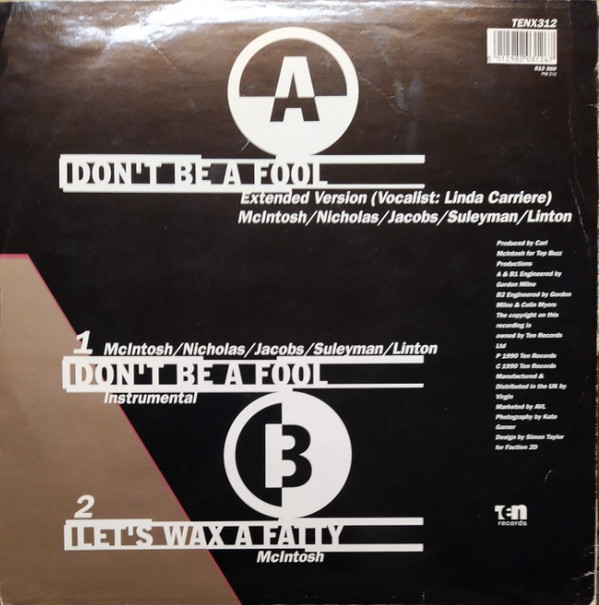 TENX312
A
DON'T BE A FOOL
Extended Version (Vocalist: Linda Carriere)
McIntosh/Nicholas/Jacobs/Suleyman/Linton
Produced by Carl
McIntosh for Top Buzz
Productions
A & B1 Engineered by
Gordon Milne
B2 Engineered by Gordon
Milne & Colin Myers
The copyright on this
recording is
owned by Ten Records
Ltd
P 1990 Ten Records
C 1990 Ten Records
Manufactured &
Distributed in the UK by
Virgin
Marketed by AVL
Photography by Kate
Garner
Design by Simon Taylor
for Faction 2D
1 McIntosh/Nicholas/Jacobs/Suleyman/Linton
DON'T BE A FOOL
Instrumental
B
2
LET'S WAX A FATTY
McIntosh
Ten
records